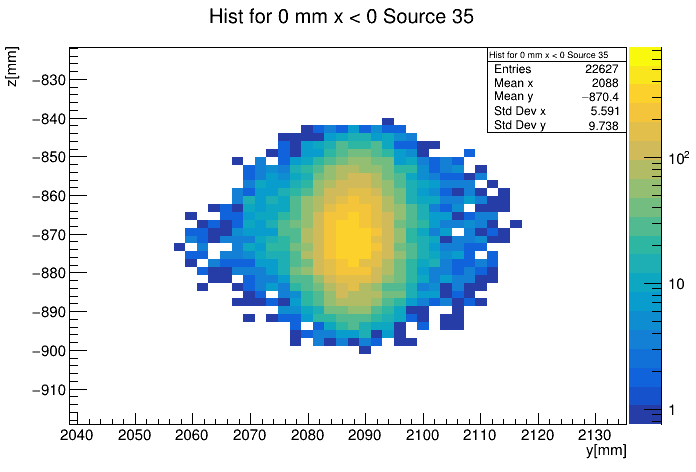 Hist for 0 mm x < 0 Source 35
z[mm]
Hist for 0 mm x < 0 Source 35
Entries 22627
Mean x 2088
Mean y −870.4
Std Dev x 5.591
Std Dev y 9.738
−830
−840
−850
−860
−870
−880
−890
−900
−910
10²
10
1
2040 2050 2060 2070 2080 2090 2100 2110 2120 2130
y[mm]